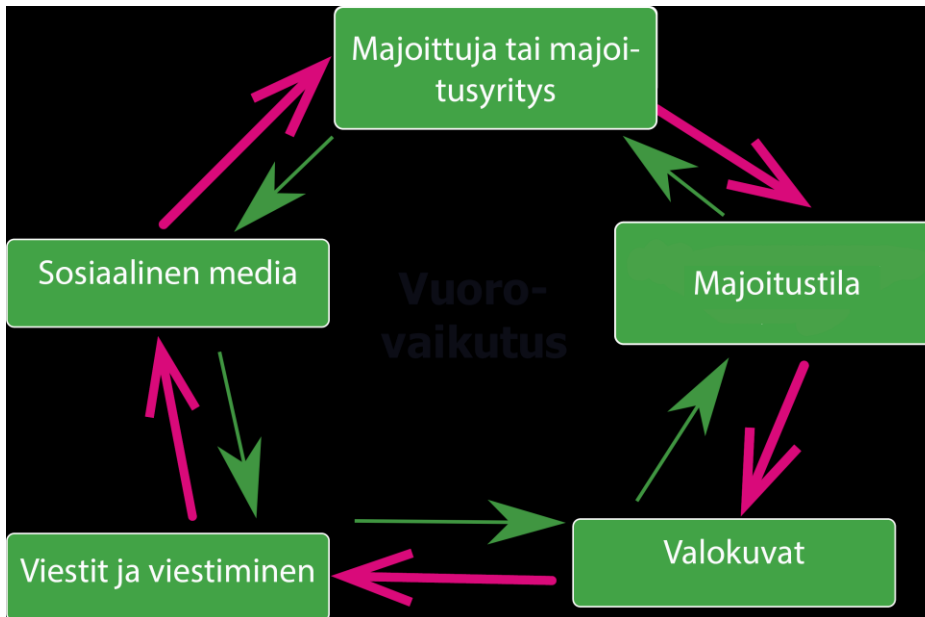 Majoittuja tai majoi-
tusyritys
Sosiaalinen media
Vuoro-
vaikutus
Majoitustila
Viestit ja viestiminen
Valokuvat